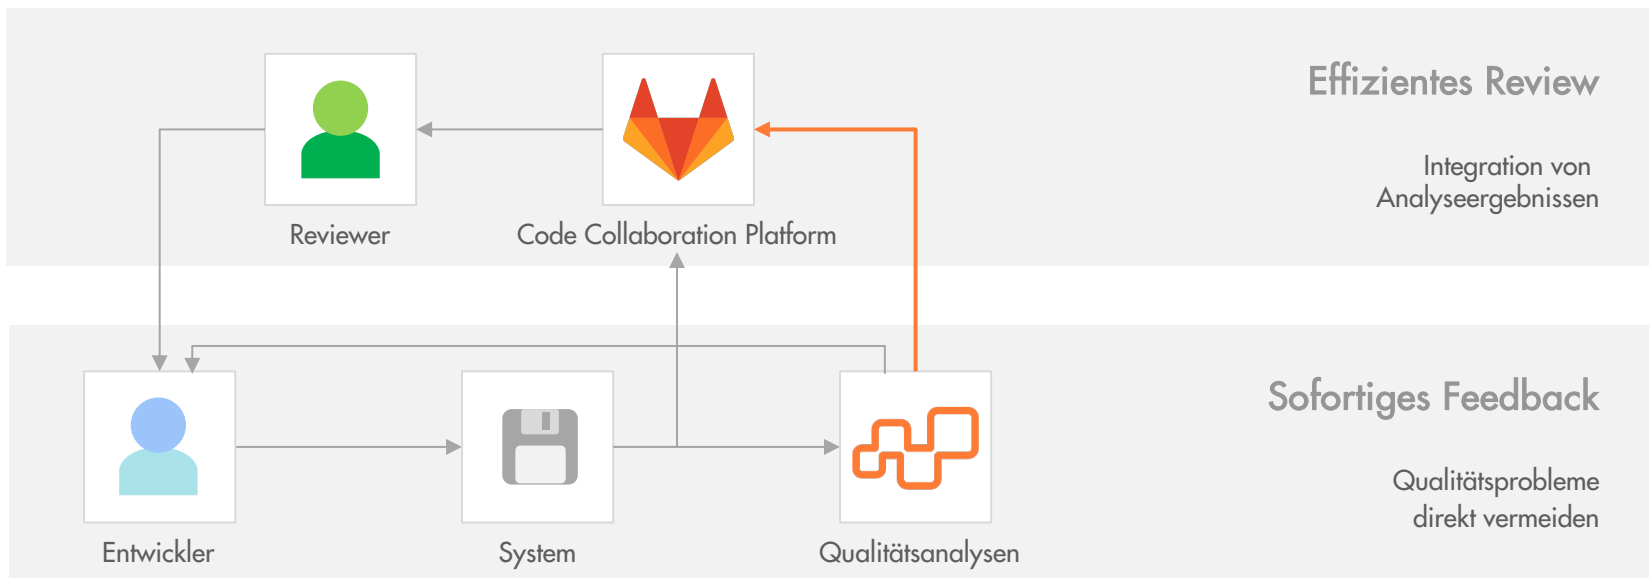 Effizientes Review
Integration von
Analyseergebnissen
Reviewer
Code Collaboration Platform
Sofortiges Feedback
Qualitätsprobleme
direkt vermeiden
Entwickler
System
Qualitätsanalysen